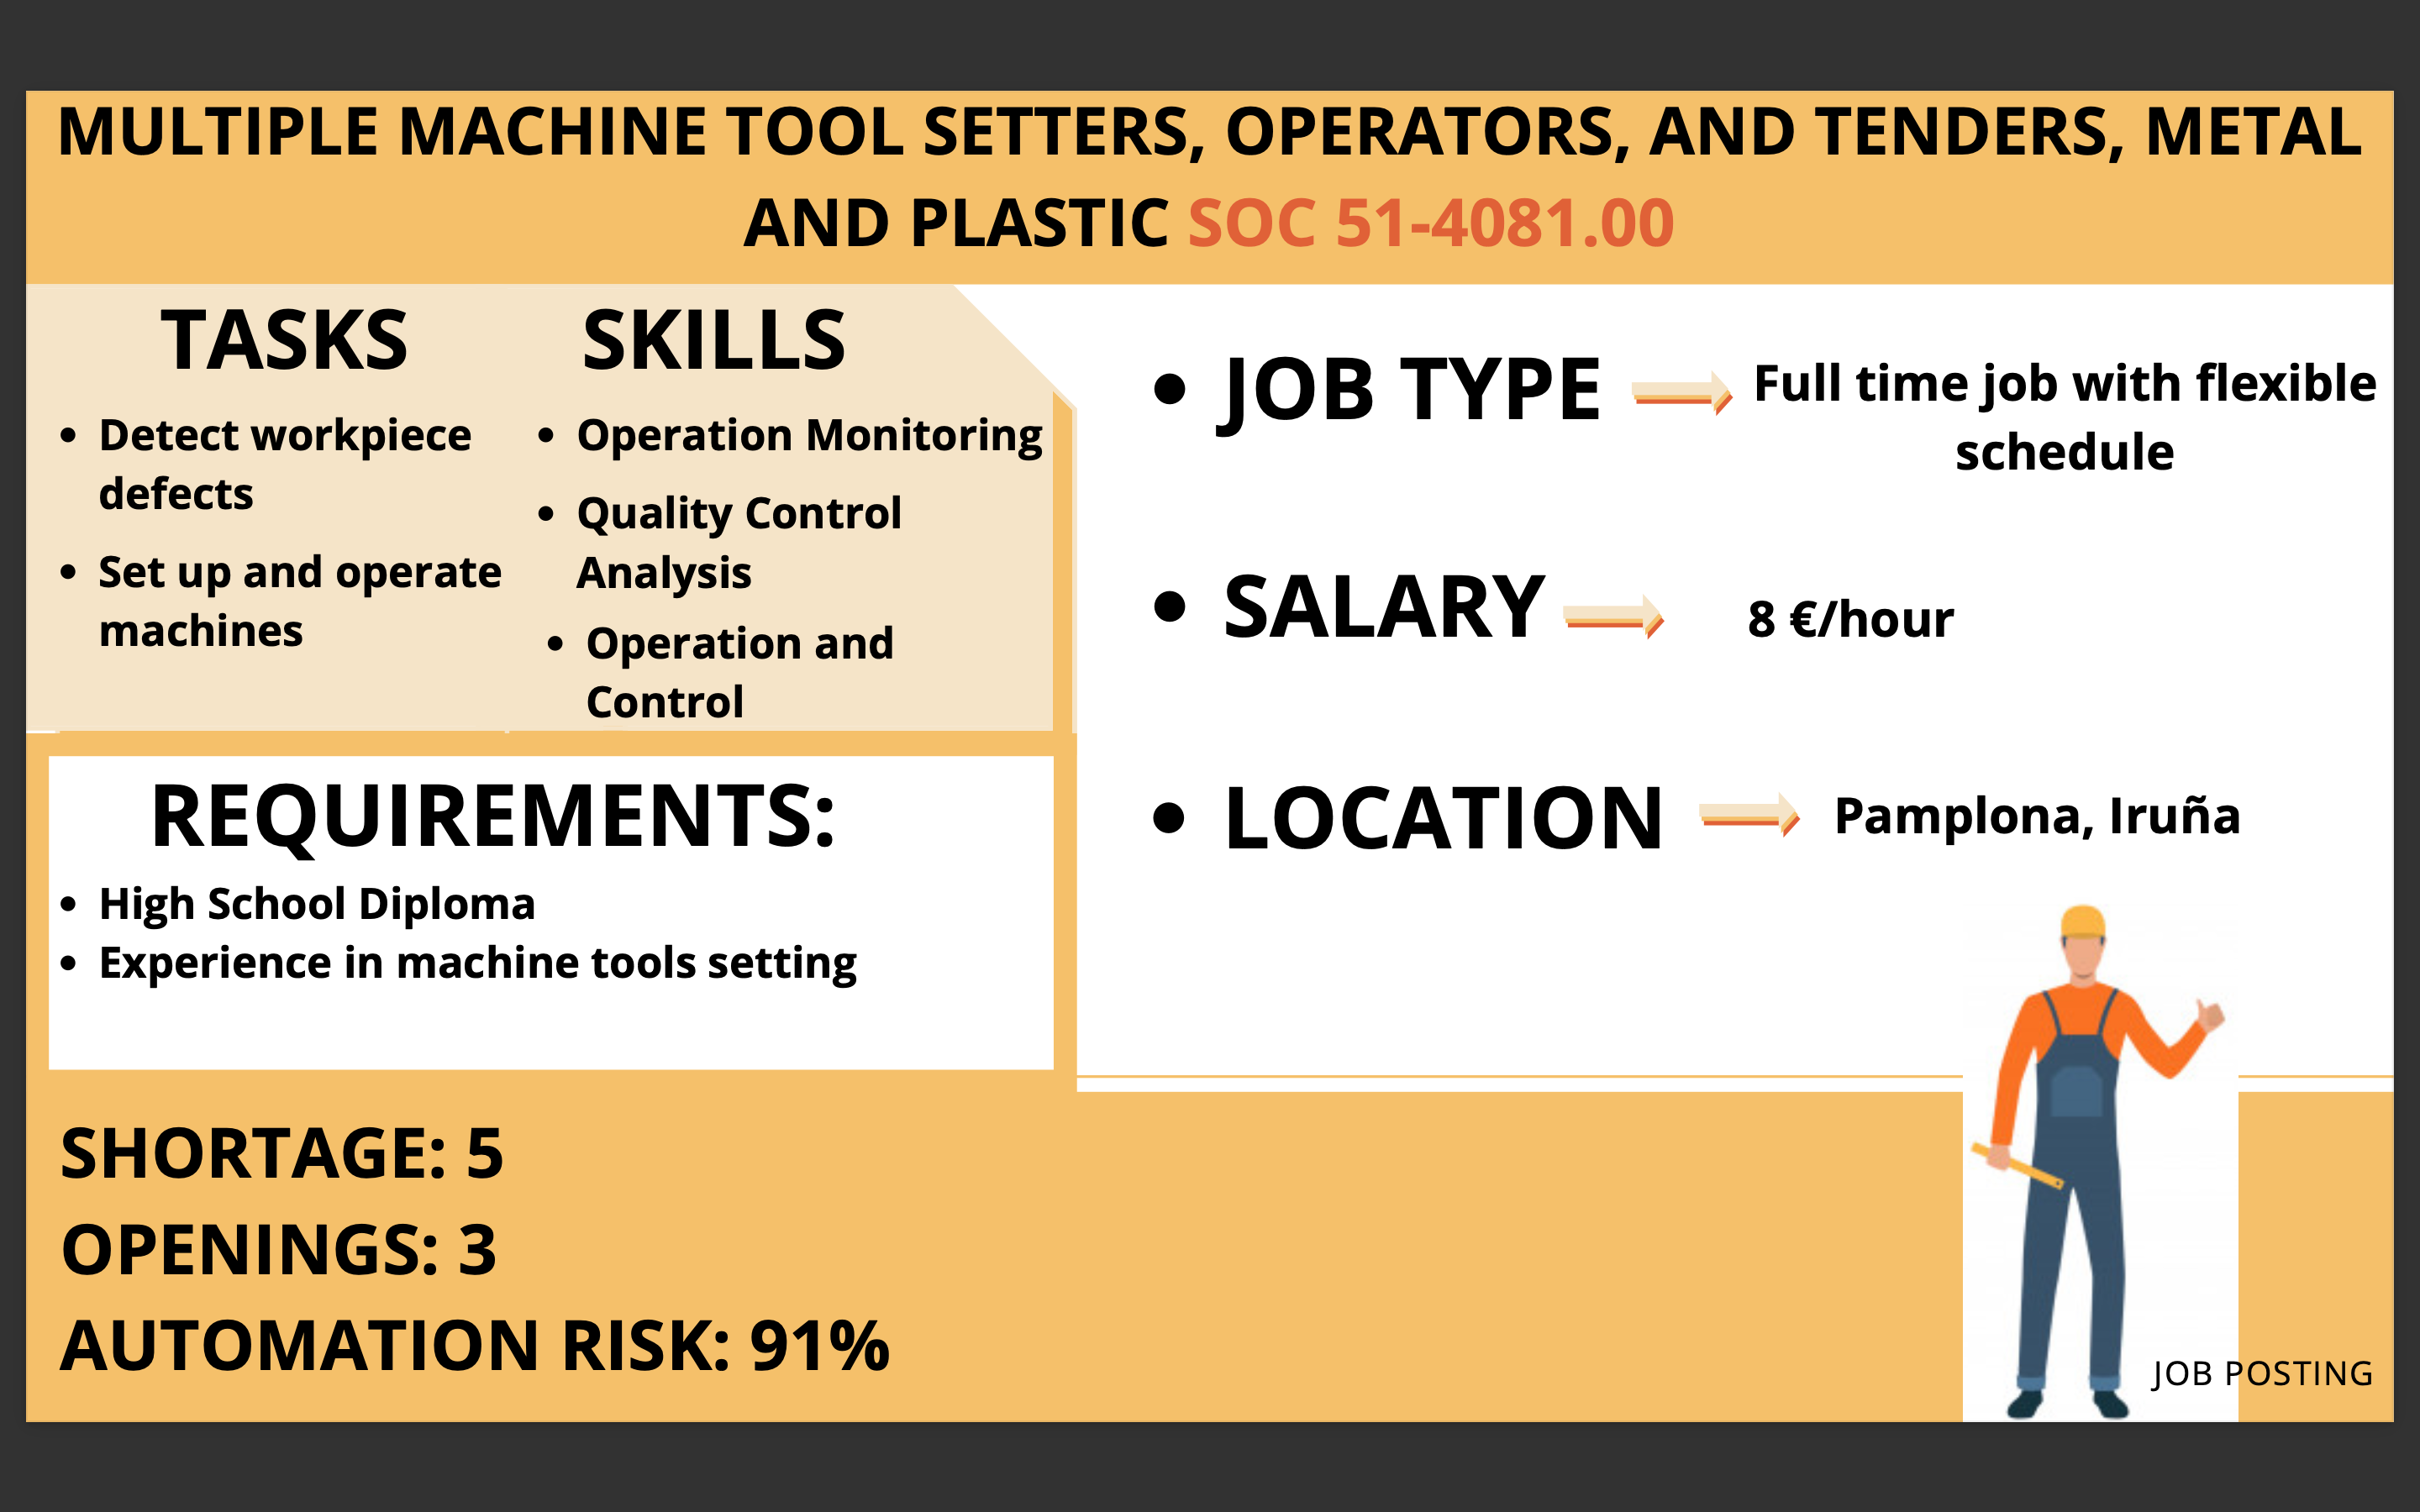 MULTIPLE MACHINE TOOL SETTERS, OPERATORS, AND TENDERS, METAL
AND PLASTIC SOC 51-4081.00
TASKS
• Detect workpiece
defects
• Set up and operate
machines
SKILLS
• Operation Monitoring
• Quality Control
Analysis
• Operation and
Control
REQUIREMENTS:
• High School Diploma
• Experience in machine tools setting
• JOB TYPE
Full time job with flexible
schedule
• SALARY
8 €/hour
• LOCATION
Pamplona, Iruña
SHORTAGE: 5
OPENINGS: 3
AUTOMATION RISK: 91%
JOB POSTING